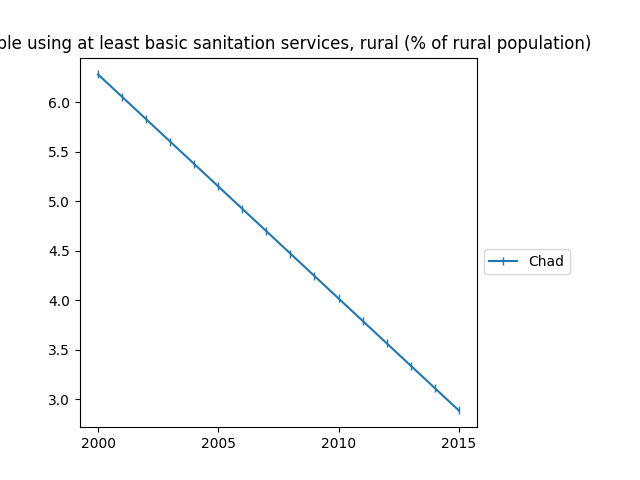 using at least basic sanitation services, rural (% of rural population)
6.0
5.5
5.0
4.5
4.0
3.5
3.0
Chad
2000 2005 2010 2015